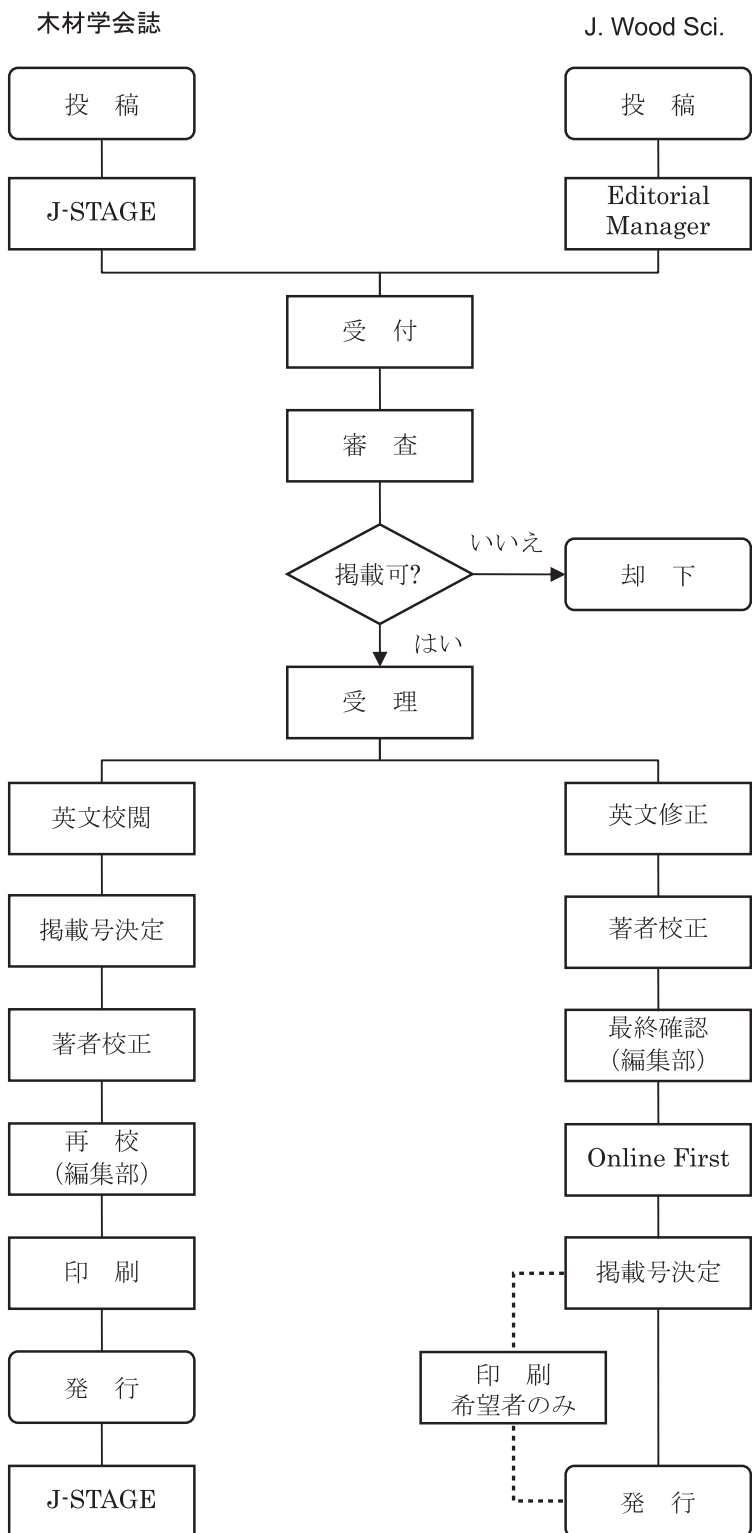 木材学会誌
J. Wood Sci.
投　稿
投　稿
J-STAGE
Editorial
Manager
受　付
審　査
掲載可?
いいえ
却　下
はい
受　理
英文校閲
英文修正
掲載号決定
著者校正
著者校正
最終確認
（編集部）
再　校
（編集部）
Online First
印　刷
掲載号決定
発　行
印　刷
希望者のみ
J-STAGE
発　行